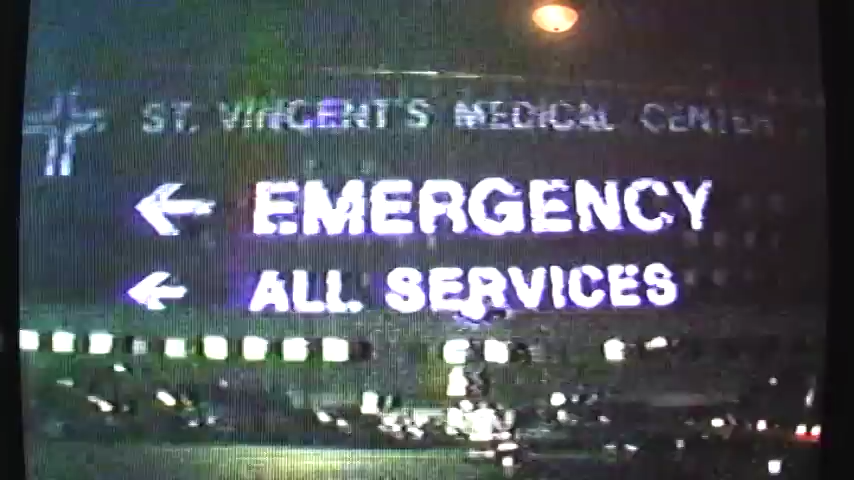 ST. VINCENT'S MEDICAL CENTER
← EMERGENCY
← ALL SERVICES